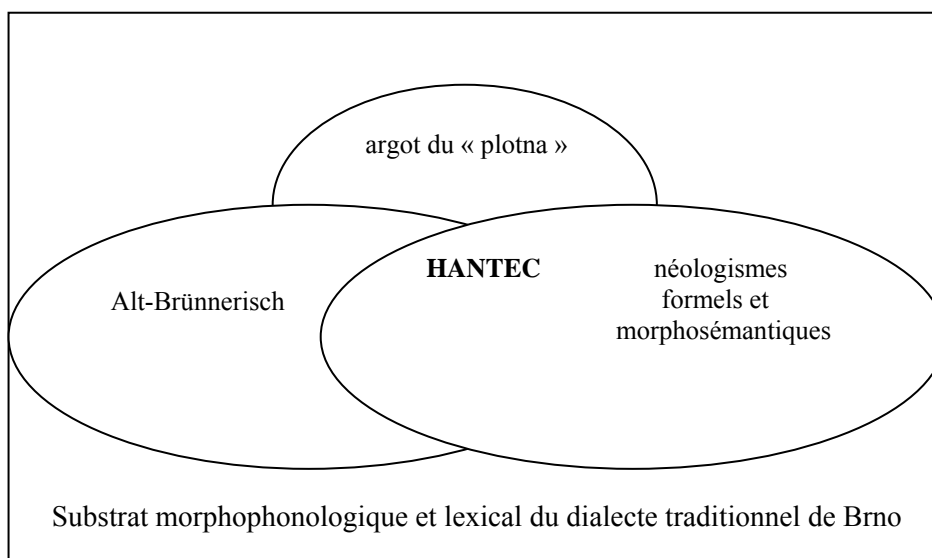 argot du « plotna »
HANTEC
Alt-Brünnerisch
néologismes
formels et
morphosémantiques
Substrat morphophonologique et lexical du dialecte traditionnel de Brno